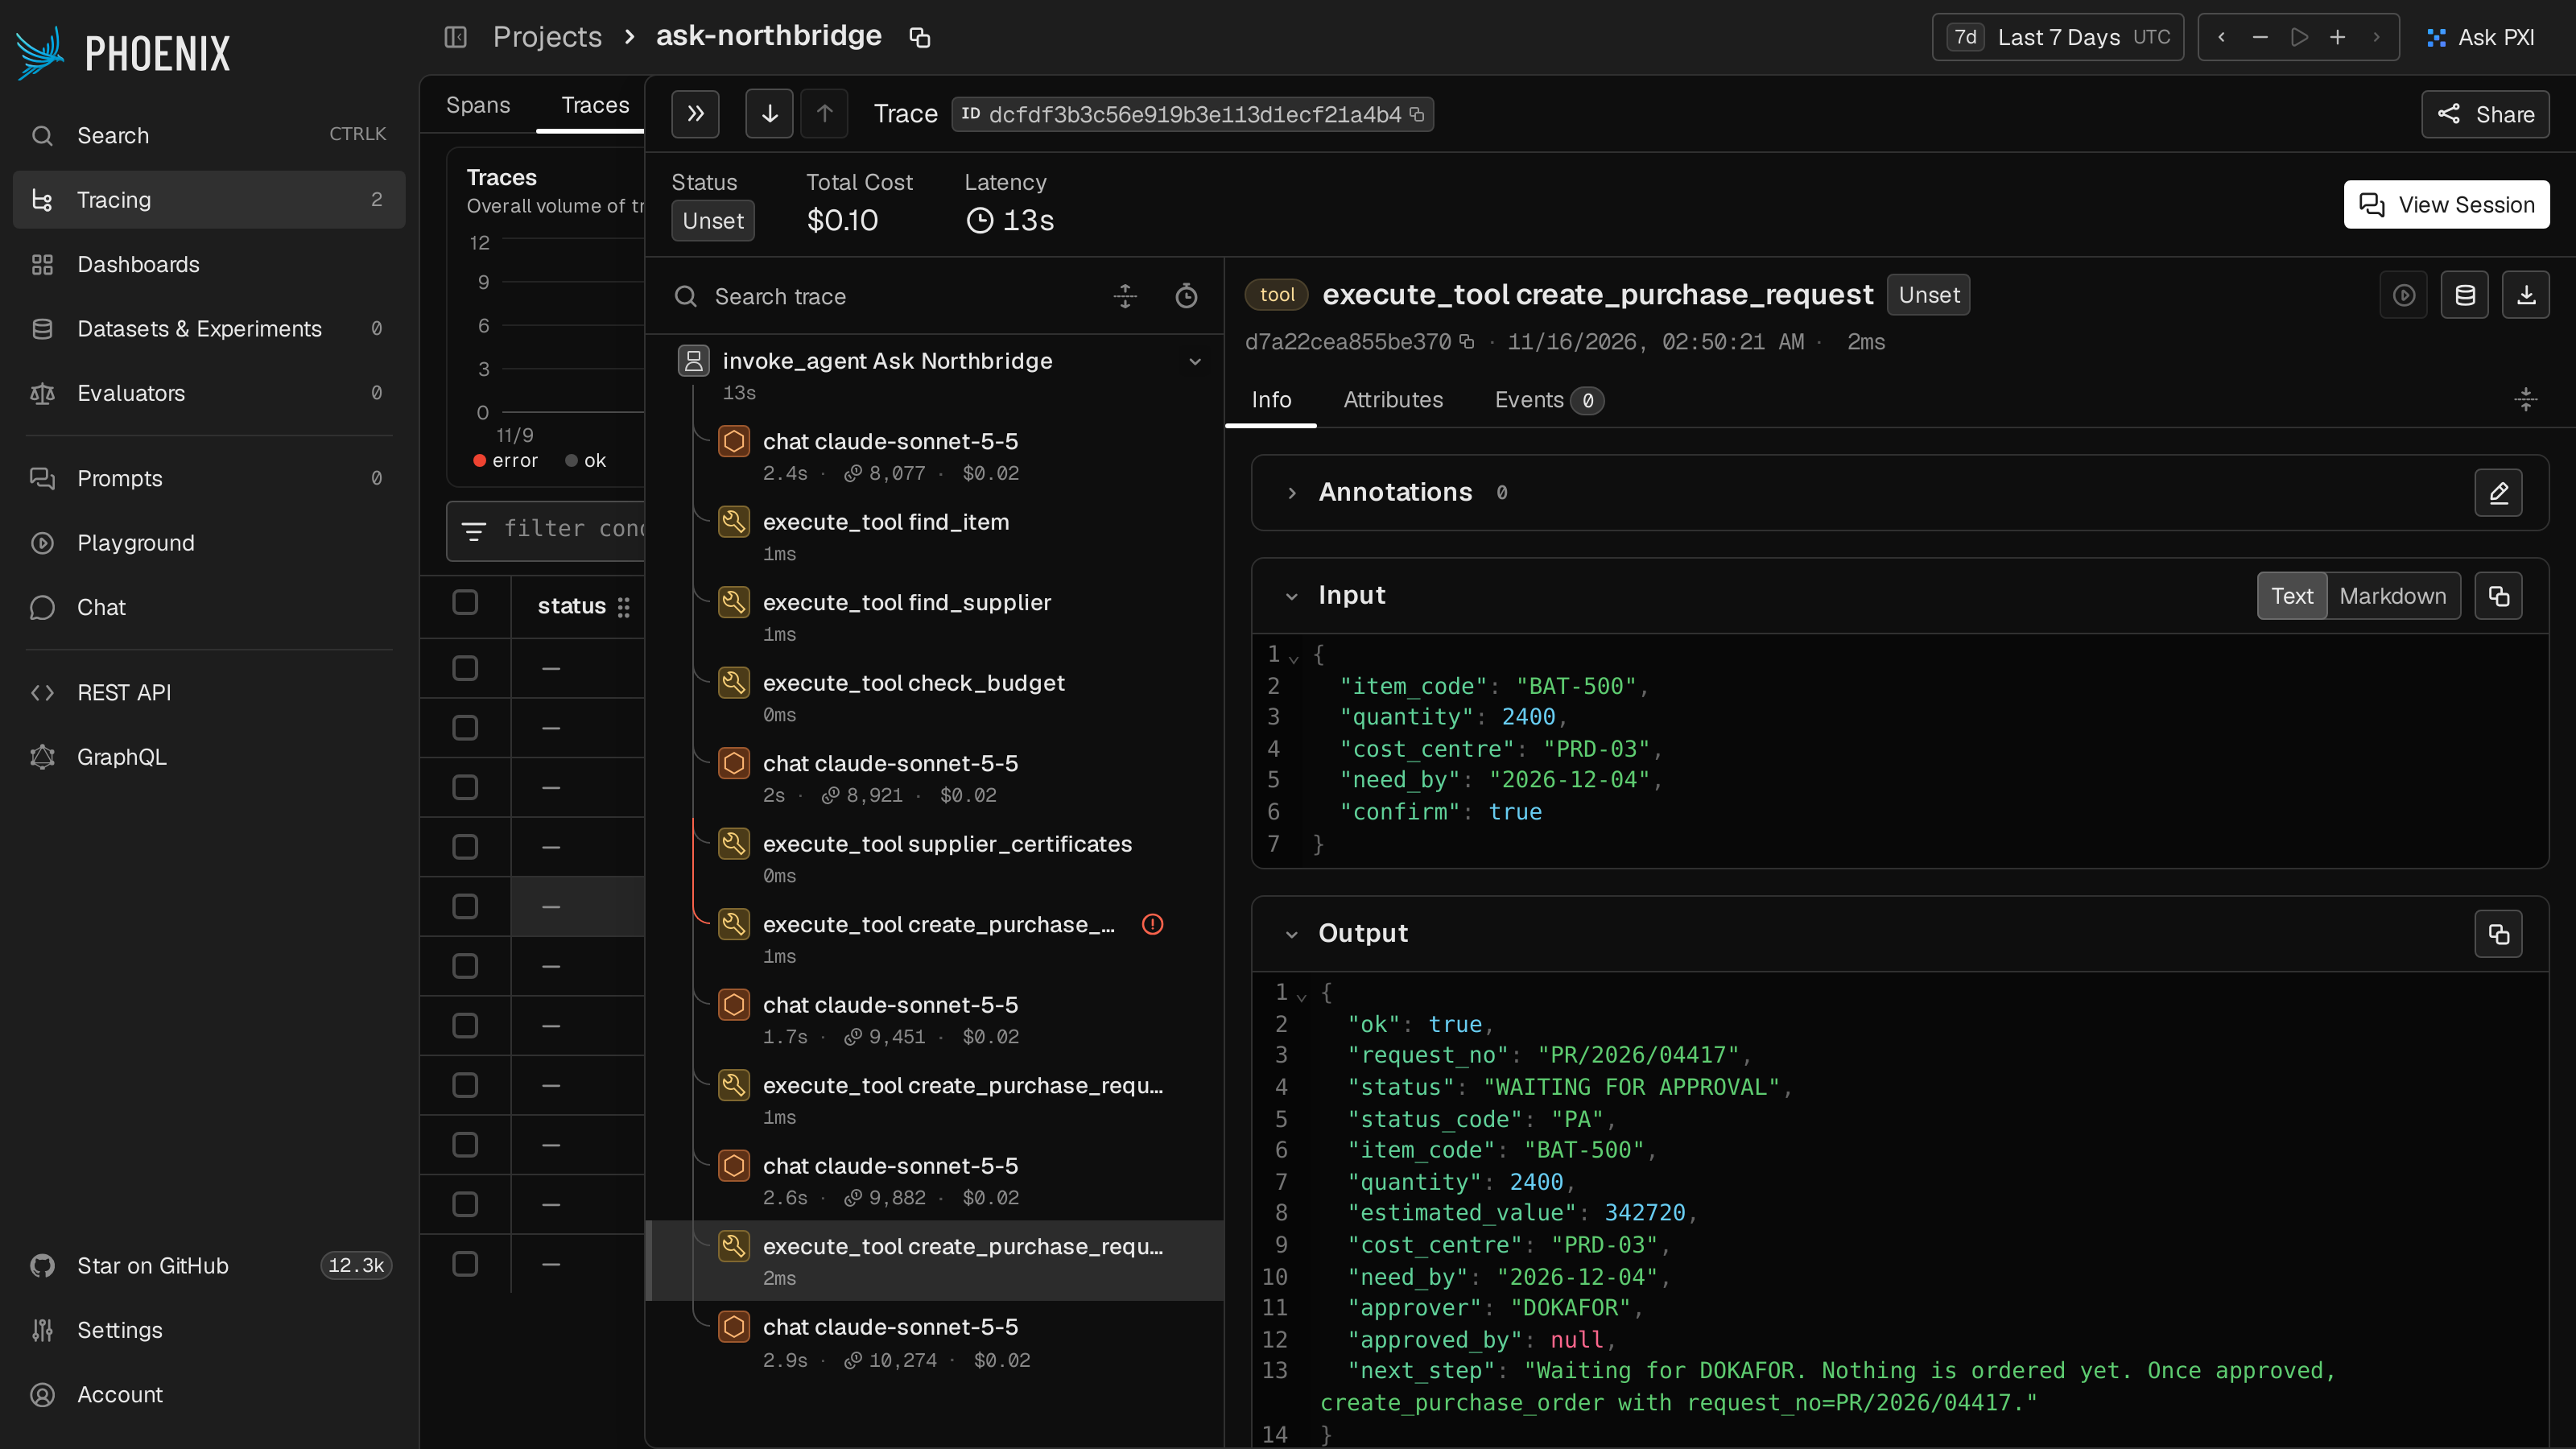 PHOENIX
Search CTRLK
Tracing 2
Dashboards
Datasets & Experiments 0
Evaluators 0
Prompts 0
Playground
Chat
REST API
GraphQL
Star on GitHub 12.3k
Settings
Account
Projects › ask-northbridge
7d Last 7 Days UTC
Ask PXI
Spans Traces
Traces
Overall volume of tr
12
9
6
3
0
11/9
error ok
filter cond
status
—
—
—
—
—
—
—
—
—
—
—
Trace ID dcfdf3b3c56e919b3e113d1ecf21a4b4
Share
Status Total Cost Latency
Unset $0.10 13s
View Session
Search trace
invoke_agent Ask Northbridge
13s
chat claude-sonnet-5-5
2.4s · 8,077 · $0.02
execute_tool find_item
1ms
execute_tool find_supplier
1ms
execute_tool check_budget
0ms
chat claude-sonnet-5-5
2s · 8,921 · $0.02
execute_tool supplier_certificates
0ms
execute_tool create_purchase_...
1ms
chat claude-sonnet-5-5
1.7s · 9,451 · $0.02
execute_tool create_purchase_requ...
1ms
chat claude-sonnet-5-5
2.6s · 9,882 · $0.02
execute_tool create_purchase_requ...
2ms
chat claude-sonnet-5-5
2.9s · 10,274 · $0.02
tool execute_tool create_purchase_request Unset
d7a22cea855be370 · 11/16/2026, 02:50:21 AM · 2ms
Info Attributes Events 0
Annotations 0
Input Text Markdown
1 {
2 "item_code": "BAT-500",
3 "quantity": 2400,
4 "cost_centre": "PRD-03",
5 "need_by": "2026-12-04",
6 "confirm": true
7 }
Output
1 {
2 "ok": true,
3 "request_no": "PR/2026/04417",
4 "status": "WAITING FOR APPROVAL",
5 "status_code": "PA",
6 "item_code": "BAT-500",
7 "quantity": 2400,
8 "estimated_value": 342720,
9 "cost_centre": "PRD-03",
10 "need_by": "2026-12-04",
11 "approver": "DOKAFOR",
12 "approved_by": null,
13 "next_step": "Waiting for DOKAFOR. Nothing is ordered yet. Once approved,
create_purchase_order with request_no=PR/2026/04417."
14 }